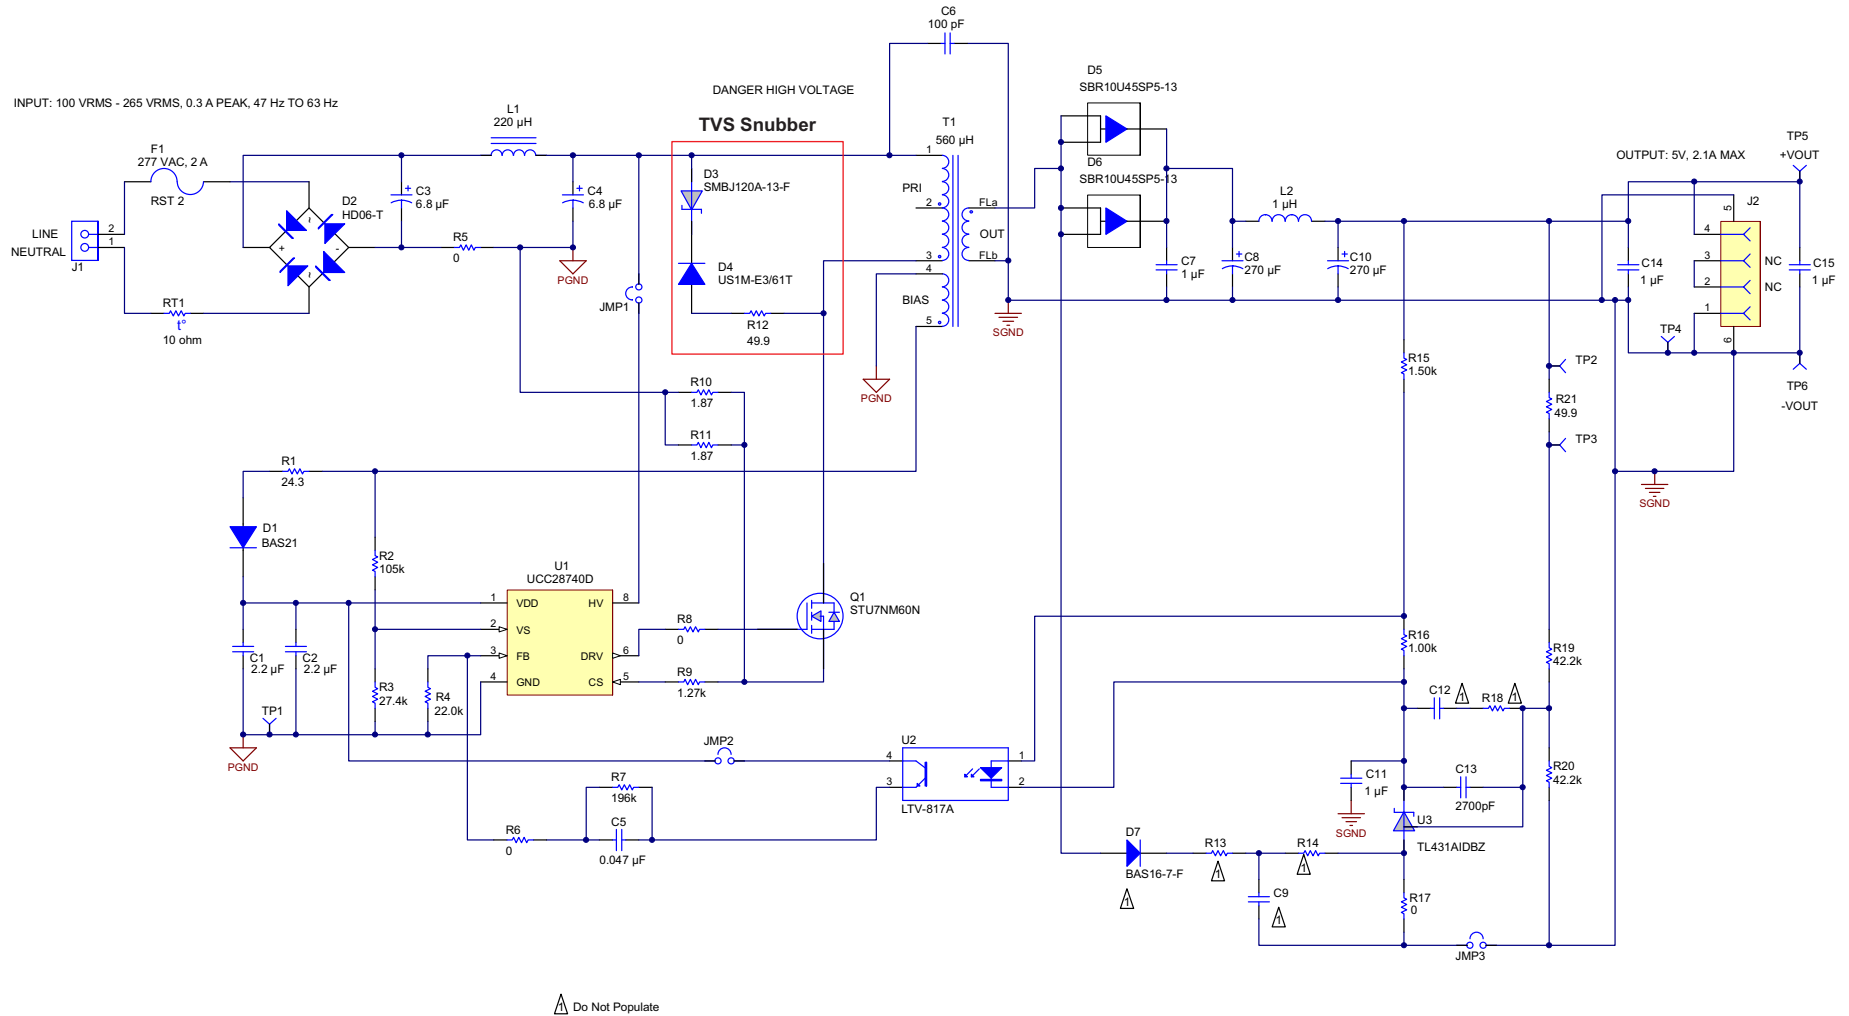 C6
100 pF
D5
SBR10U45SP5-13
DANGER HIGH VOLTAGE
INPUT: 100 VRMS - 265 VRMS, 0.3 A PEAK, 47 Hz TO 63 Hz
L1
220 µH
TVS Snubber
T1
560 µH
TP5
+VOUT
OUTPUT: 5V, 2.1A MAX
F1
277 VAC, 2 A
RST 2
1
D6
SBR10U45SP5-13
D3
SMBJ120A-13-F
PRI
2
FLa
D2
HD06-T
~
+
-
~
C3
+
6.8 µF
C4
+
6.8 µF
L2
1 µH
5
J2
LINE
2
NEUTRAL
1
J1
R5
0
OUT
3
FLb
4
4
3
NC
2
NC
1
6
D4
US1M-E3/61T
PGND
C7
1 µF
C8
+
270 µF
C10
+
270 µF
C14
1 µF
C15
1 µF
BIAS
5
RT1
t°
10 ohm
JMP1
R12
49.9
SGND
TP4
R15
1.50k
TP2
TP6
-VOUT
R10
1.87
PGND
R21
49.9
R11
1.87
TP3
R1
24.3
SGND
D1
BAS21
R2
105k
U1
UCC28740D
1
VDD
HV
8
2
VS
3
FB
DRV
6
4
GND
CS
5
Q1
STU7NM60N
R8
0
R9
1.27k
C1
2.2 µF
C2
2.2 µF
R3
27.4k
R4
22.0k
TP1
PGND
R16
1.00k
R19
42.2k
C12
1
R18
1
JMP2
U2
4
1
3
2
LTV-817A
R7
196k
C5
0.047 µF
R6
0
C11
1 µF
SGND
C13
2700pF
R20
42.2k
U3
TL431AIDBZ
D7
BAS16-7-F
1
R13
1
R14
1
C9
1
R17
0
JMP3
1
Do Not Populate